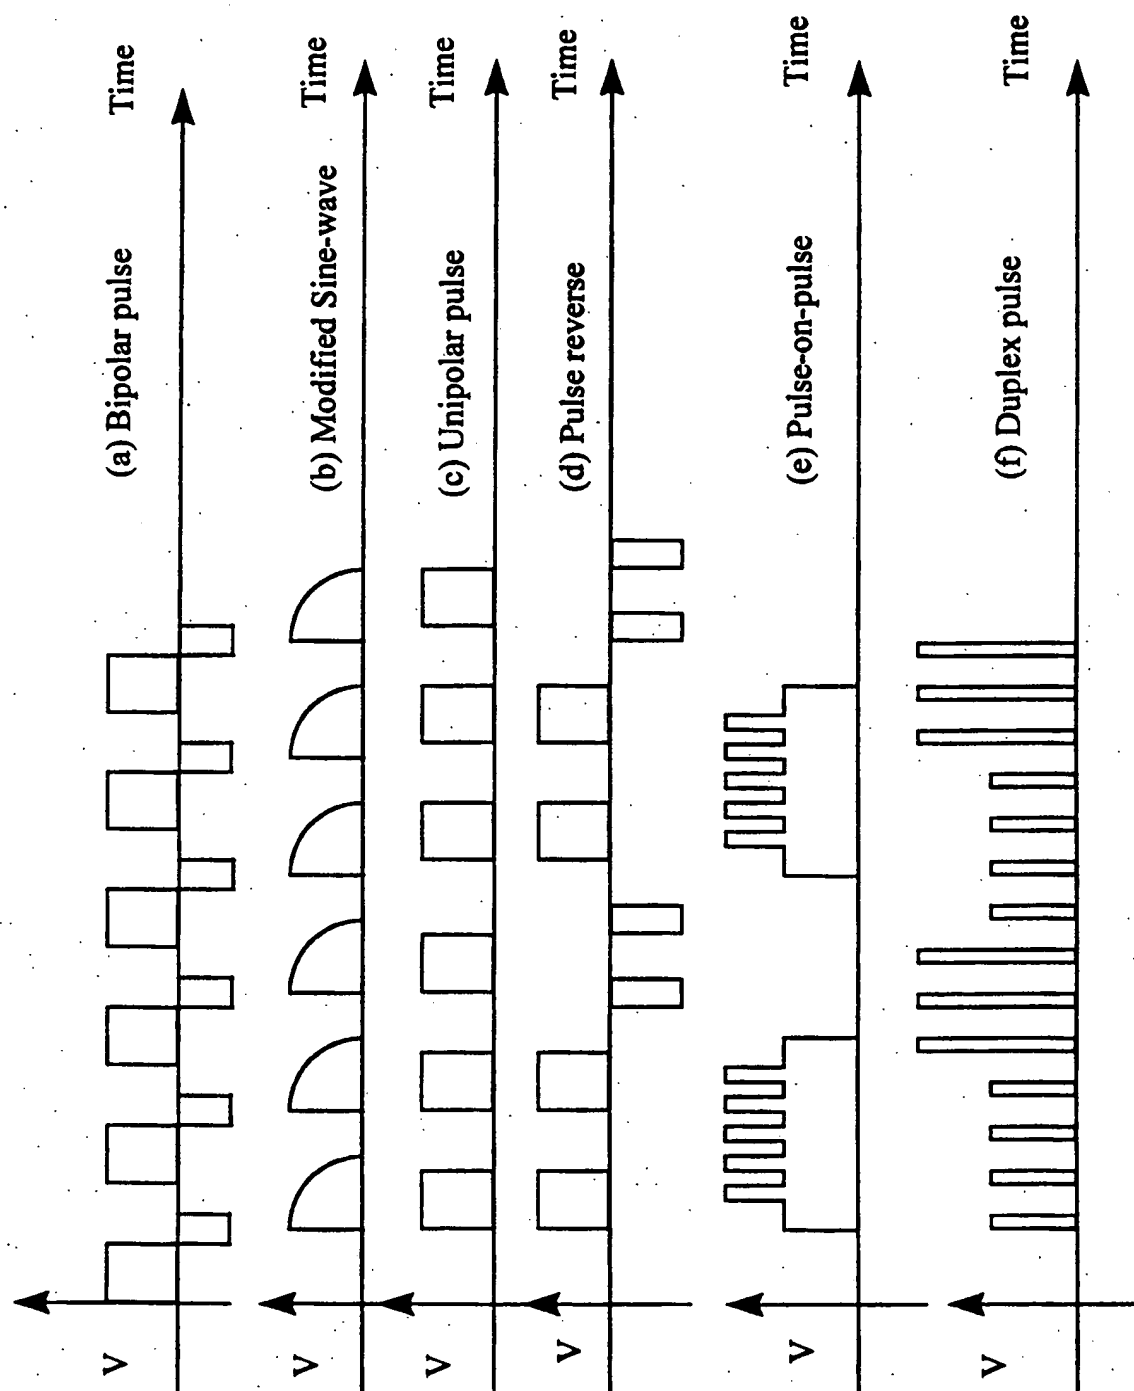 V
(a) Bipolar pulse
Time
V
(b) Modified Sine-wave
Time
V
(c) Unipolar pulse
Time
V
(d) Pulse reverse
Time
V
(e) Pulse-on-pulse
Time
V
(f) Duplex pulse
Time